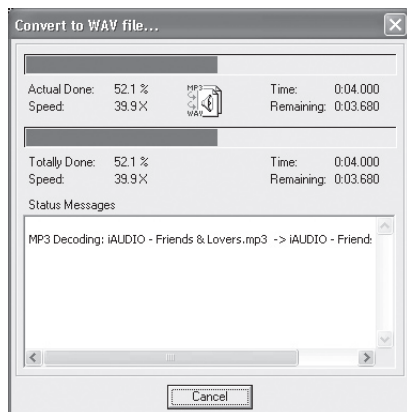 Convert to WAV file...
Actual Done: 52.1 % MP3 Time: 0:04.000
Speed: 39.9 X WAV Remaining: 0:03.680
Totally Done: 52.1 % Time: 0:04.000
Speed: 39.9 X Remaining: 0:03.680
Status Messages
MP3 Decoding: iAUDIO - Friends & Lovers.mp3 -> iAUDIO - Friend
Cancel